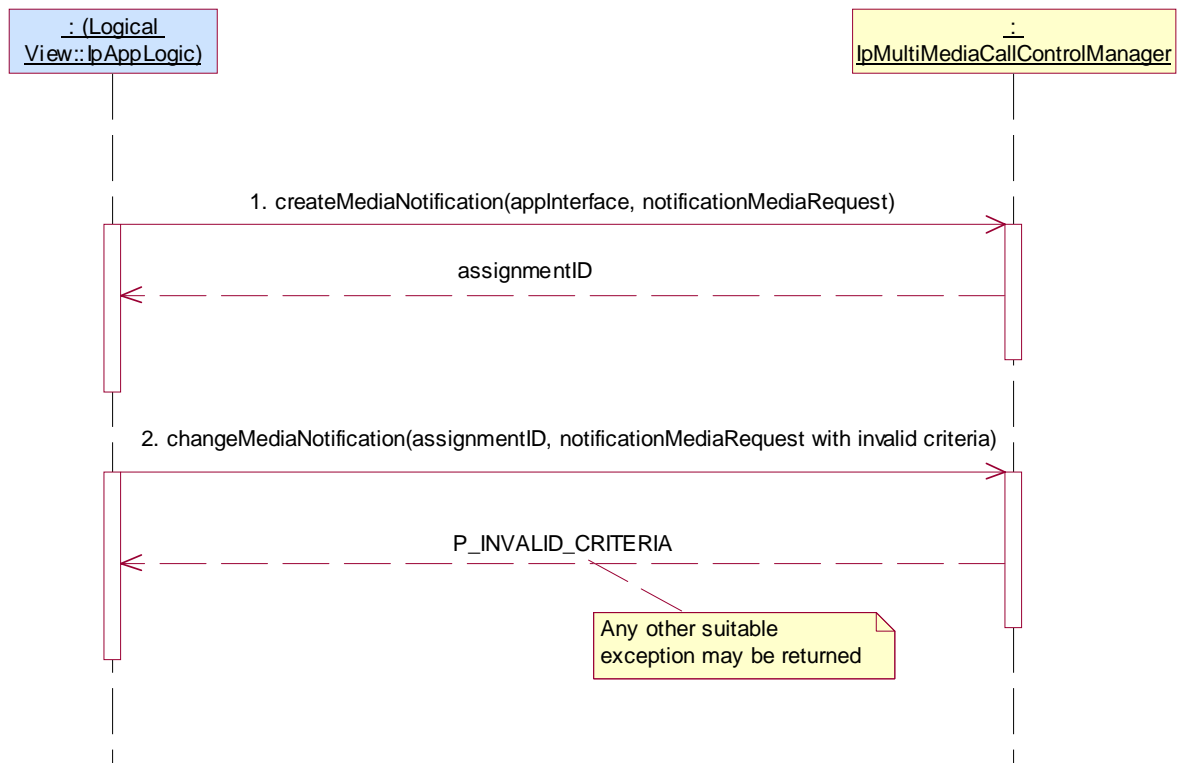 : (Logical
View::IpAppLogic)
:
IpMultiMediaCallControlManager
1. createMediaNotification(appInterface, notificationMediaRequest)
assignmentID
2. changeMediaNotification(assignmentID, notificationMediaRequest with invalid criteria)
P_INVALID_CRITERIA
Any other suitable
exception may be returned